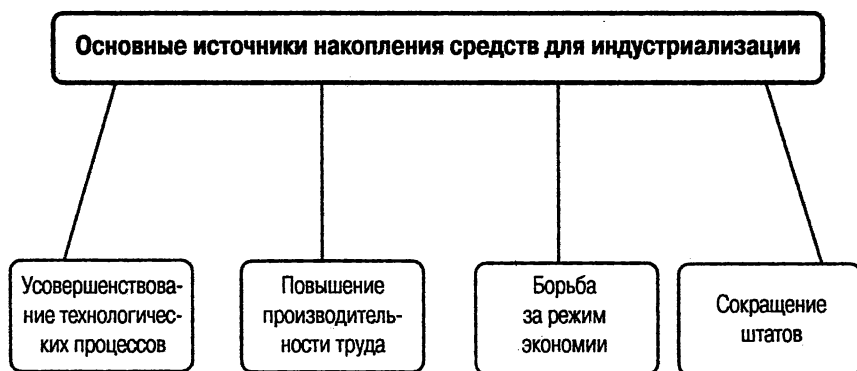 Основные источники накопления средств для индустриализации
Усовершенствова-
ние технологичес-
ких процессов
Повышение
производитель-
ности труда
Борьба
за режим
экономии
Сокращение
штатов